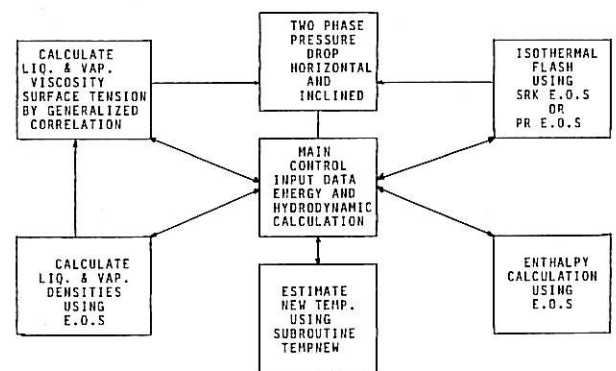 TWO PHASE
PRESSURE
DROP
HORIZONTAL
AND
INCLINED
CALCULATE
LIQ. & VAP.
VISCOSITY
SURFACE TENSION
BY GENERALIZED
CORRELATION
ISOTHERMAL
FLASH
USING
SRK E.O.S
OR
PR E.O.S
MAIN
CONTROL
INPUT DATA
ENERGY AND
HYDRODYNAMIC
CALCULATION
CALCULATE
LIQ. & VAP.
DENSITIES
USING
E.O.S
ESTIMATE
NEW TEMP.
USING
SUBROUTINE
TEMPNEW
ENTHALPY
CALCULATION
USING
E.O.S